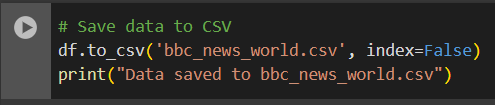 # Save data to CSV
df.to_csv('bbc_news_world.csv', index=False)
print("Data saved to bbc_news_world.csv")